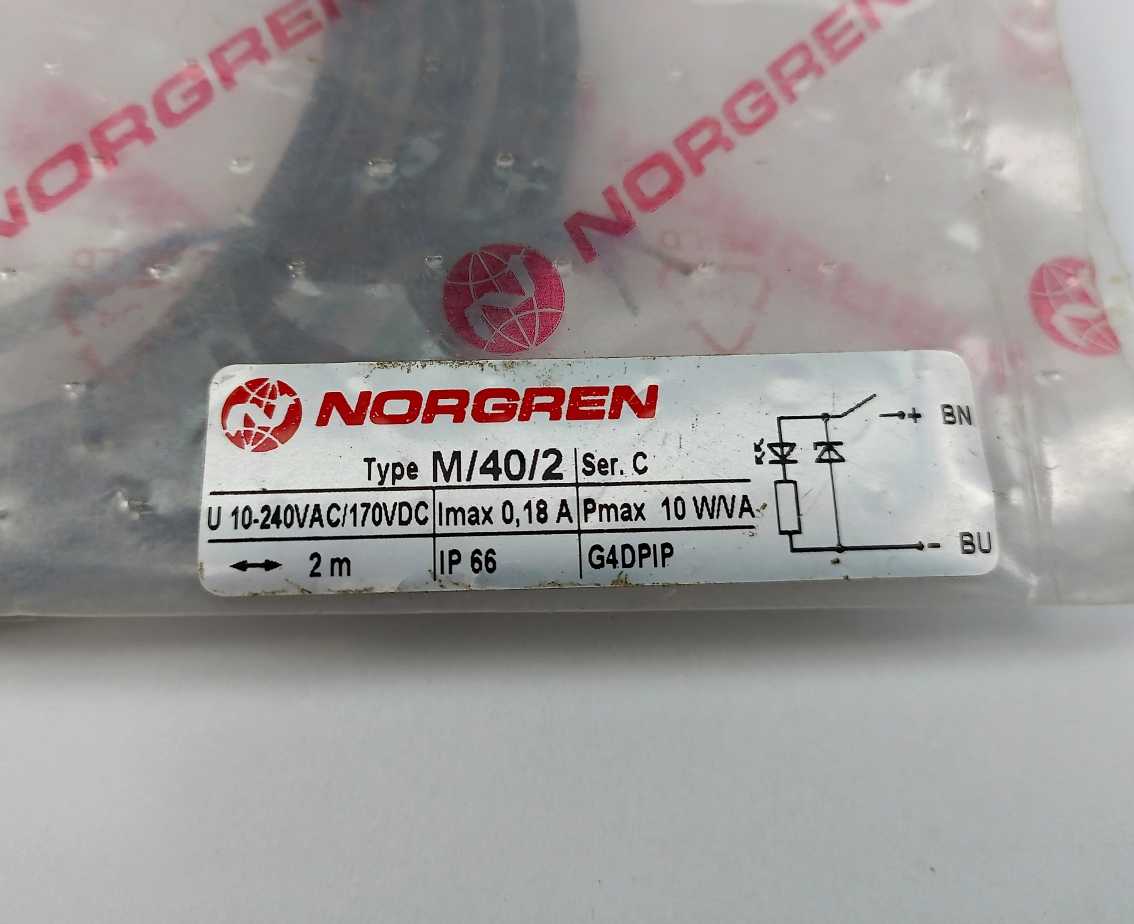 NORGREN
NORGREN
NORGREN
Type M/40/2 Ser. C
U 10-240VAC/170VDC Imax 0,18 A Pmax 10 W/VA
2 m IP 66 G4DPIP
+ BN
- BU